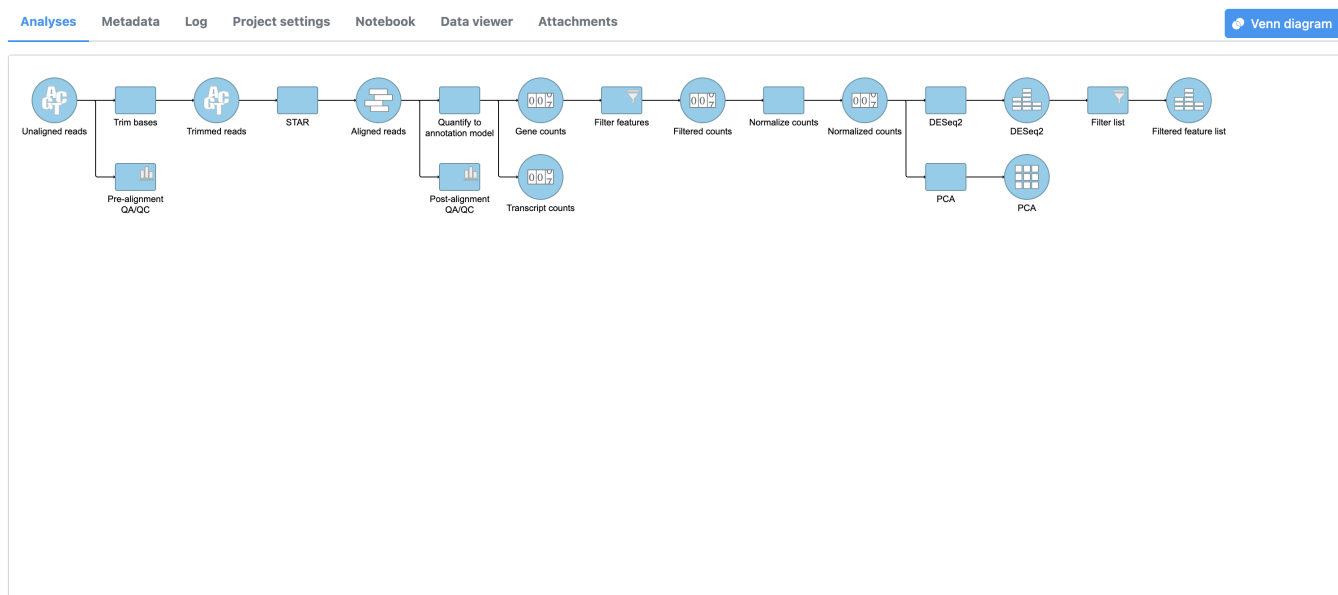 Analyses Metadata Log Project settings Notebook Data viewer Attachments Venn diagram
Unaligned reads Trim bases Trimmed reads STAR Aligned reads Quantify to annotation model Gene counts Filter features Filtered counts Normalize counts Normalized counts DESeq2 DESeq2 Filter list Filtered feature list
Pre-alignment
QA/QC
Post-alignment
QA/QC
Transcript counts
PCA
PCA